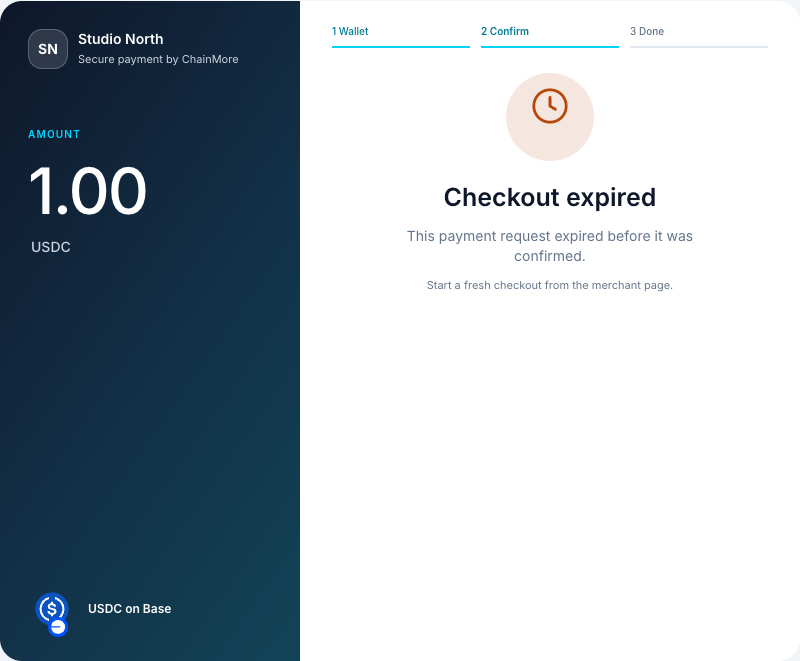 SN
Studio North
Secure payment by ChainMore
AMOUNT
1.00
USDC
USDC on Base
1 Wallet
2 Confirm
3 Done
Checkout expired
This payment request expired before it was
confirmed.
Start a fresh checkout from the merchant page.